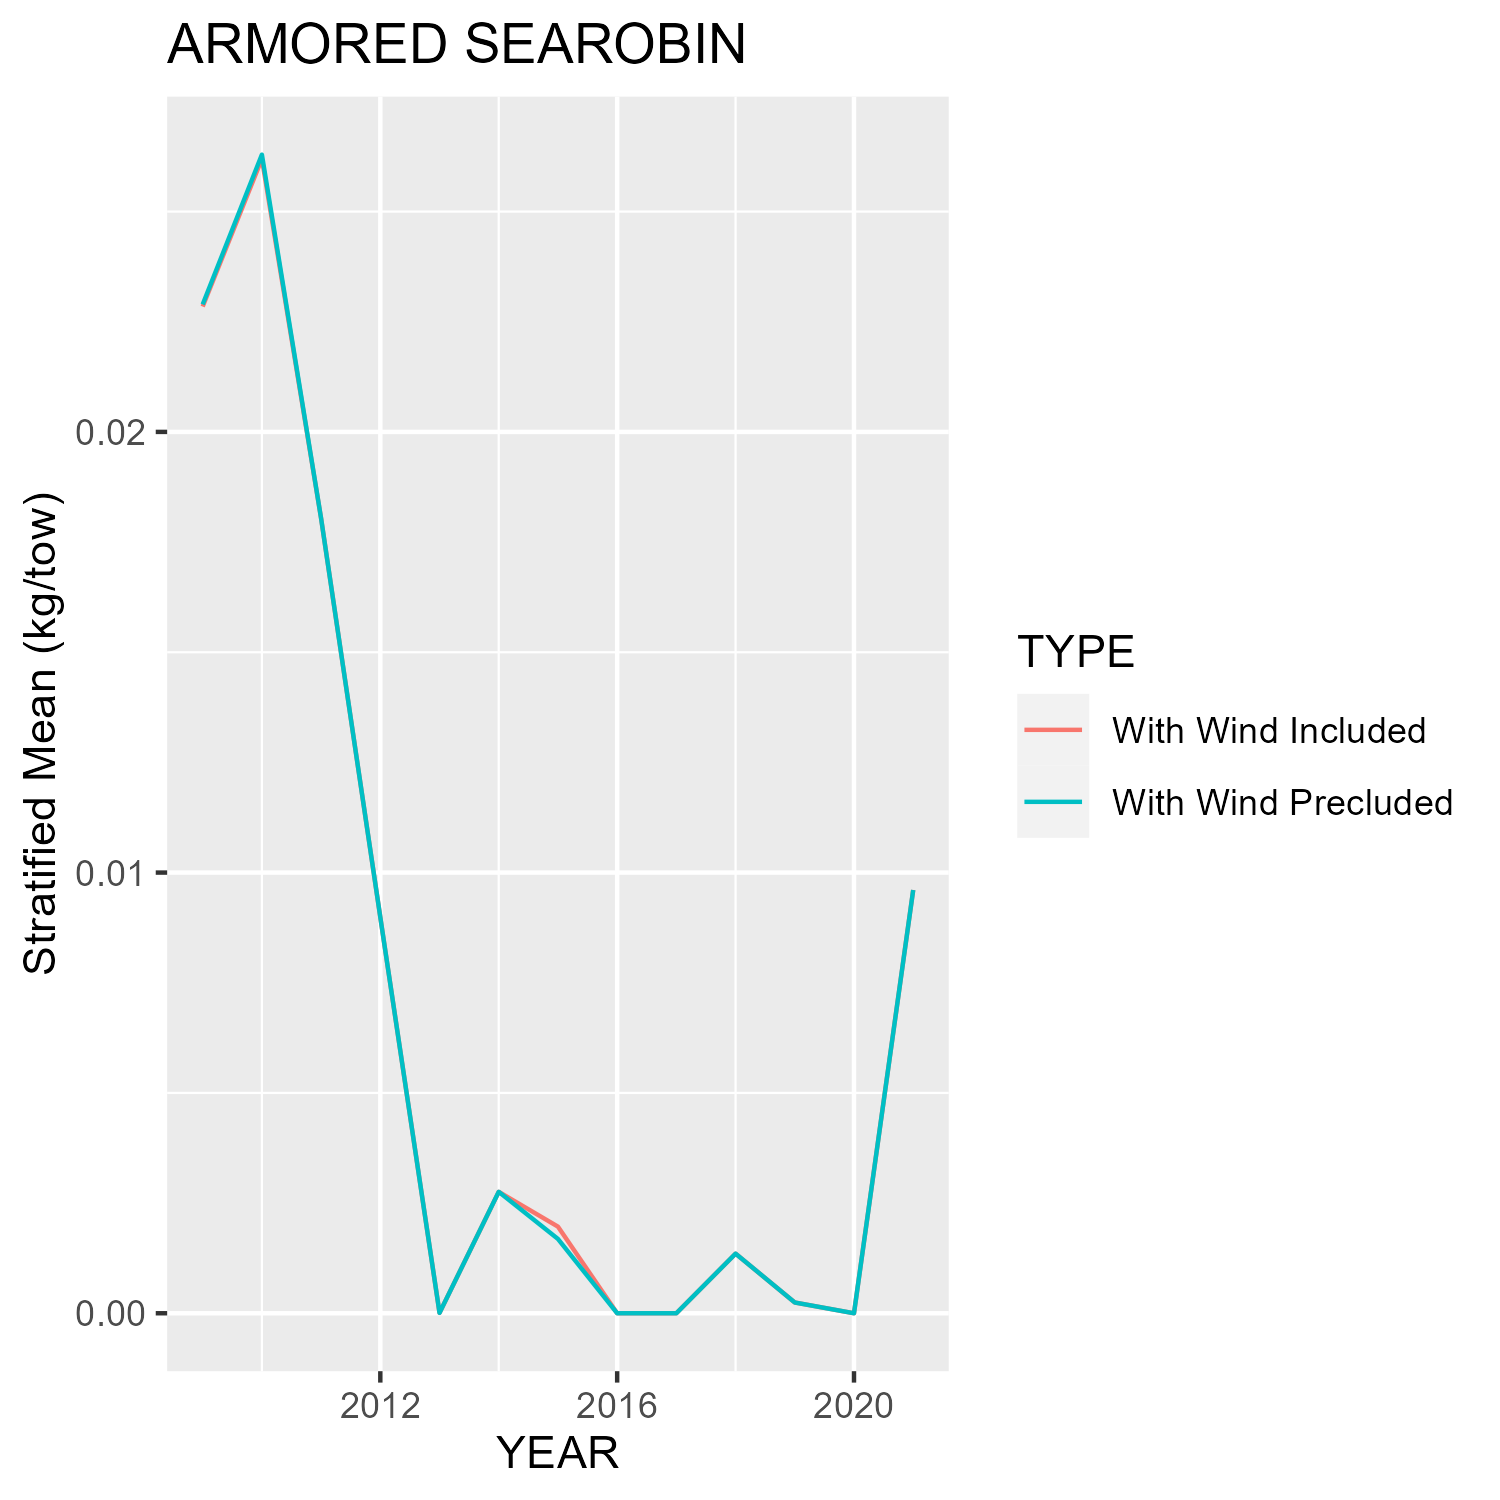 ARMORED SEAROBIN
Stratified Mean (kg/tow)
0.02
0.01
0.00
2012 2016 2020
YEAR
TYPE
With Wind Included
With Wind Precluded